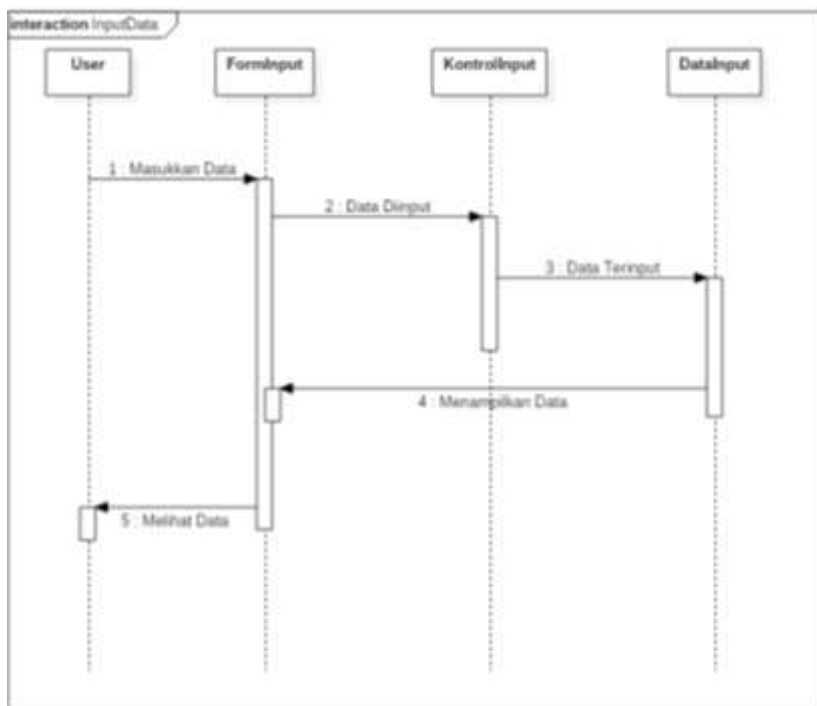 interaction InputData
User
FormInput
KontrolInput
DataInput
1 : Masukkan Data
2 : Data Diinput
3 : Data Terinput
4 : Menampilkan Data
5 : Melihat Data